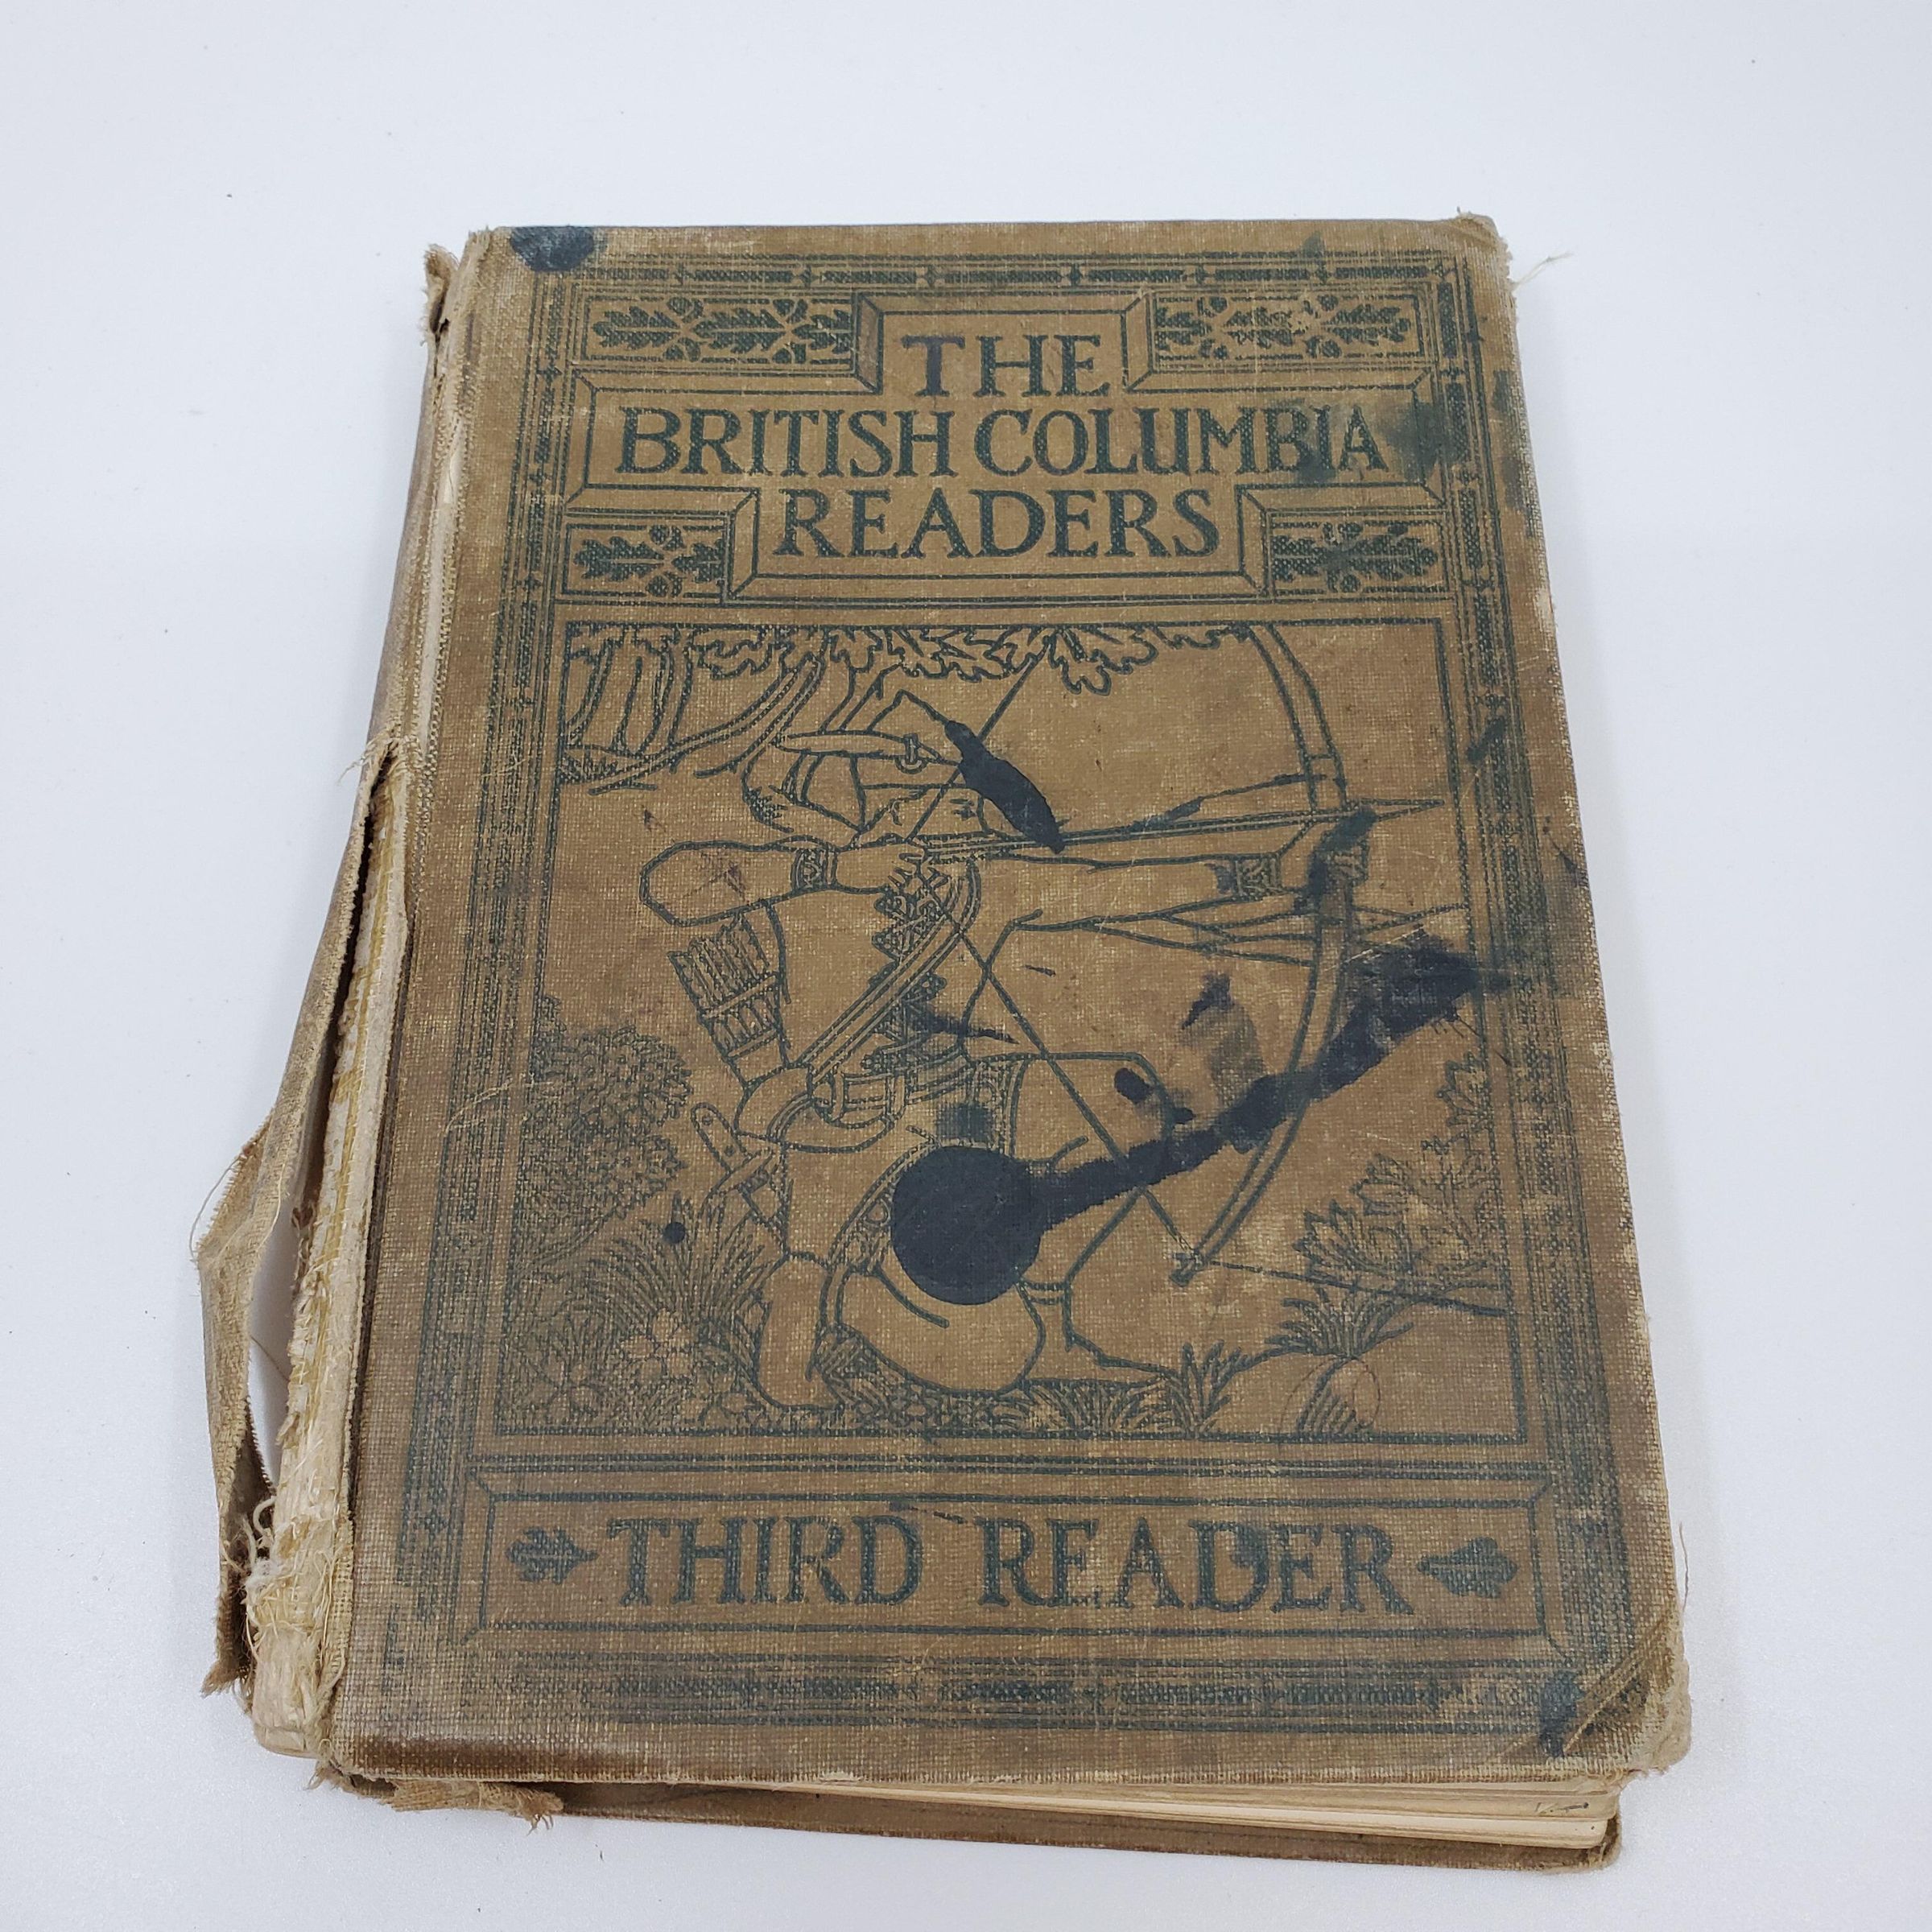 THE
BRITISH COLUMBIA
READERS
THIRD READER